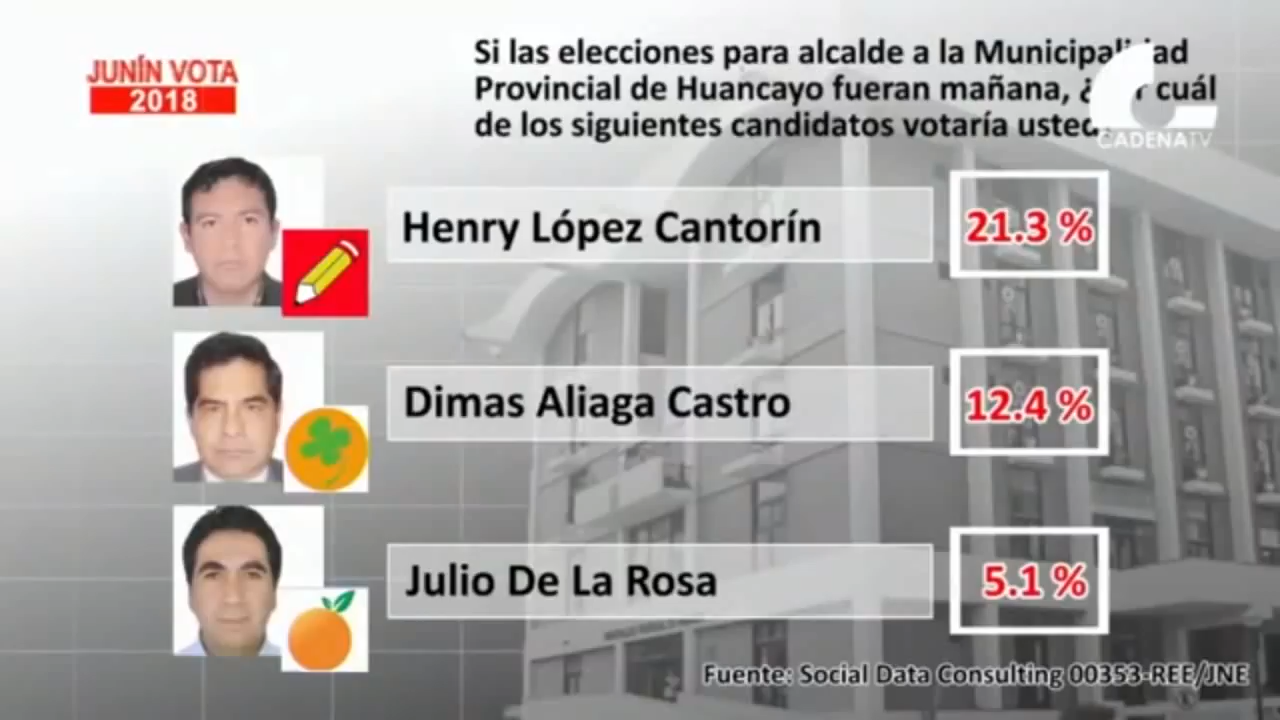 JUNÍN VOTA
2018
Si las elecciones para alcalde a la Municipalidad
Provincial de Huancayo fueran mañana, ¿ cuál
de los siguientes candidatos votaría usted
CADENATV
Henry López Cantorín
21.3 %
Dimas Aliaga Castro
12.4 %
Julio De La Rosa
5.1 %
Fuente: Social Data Consulting 00353-REE/JNE